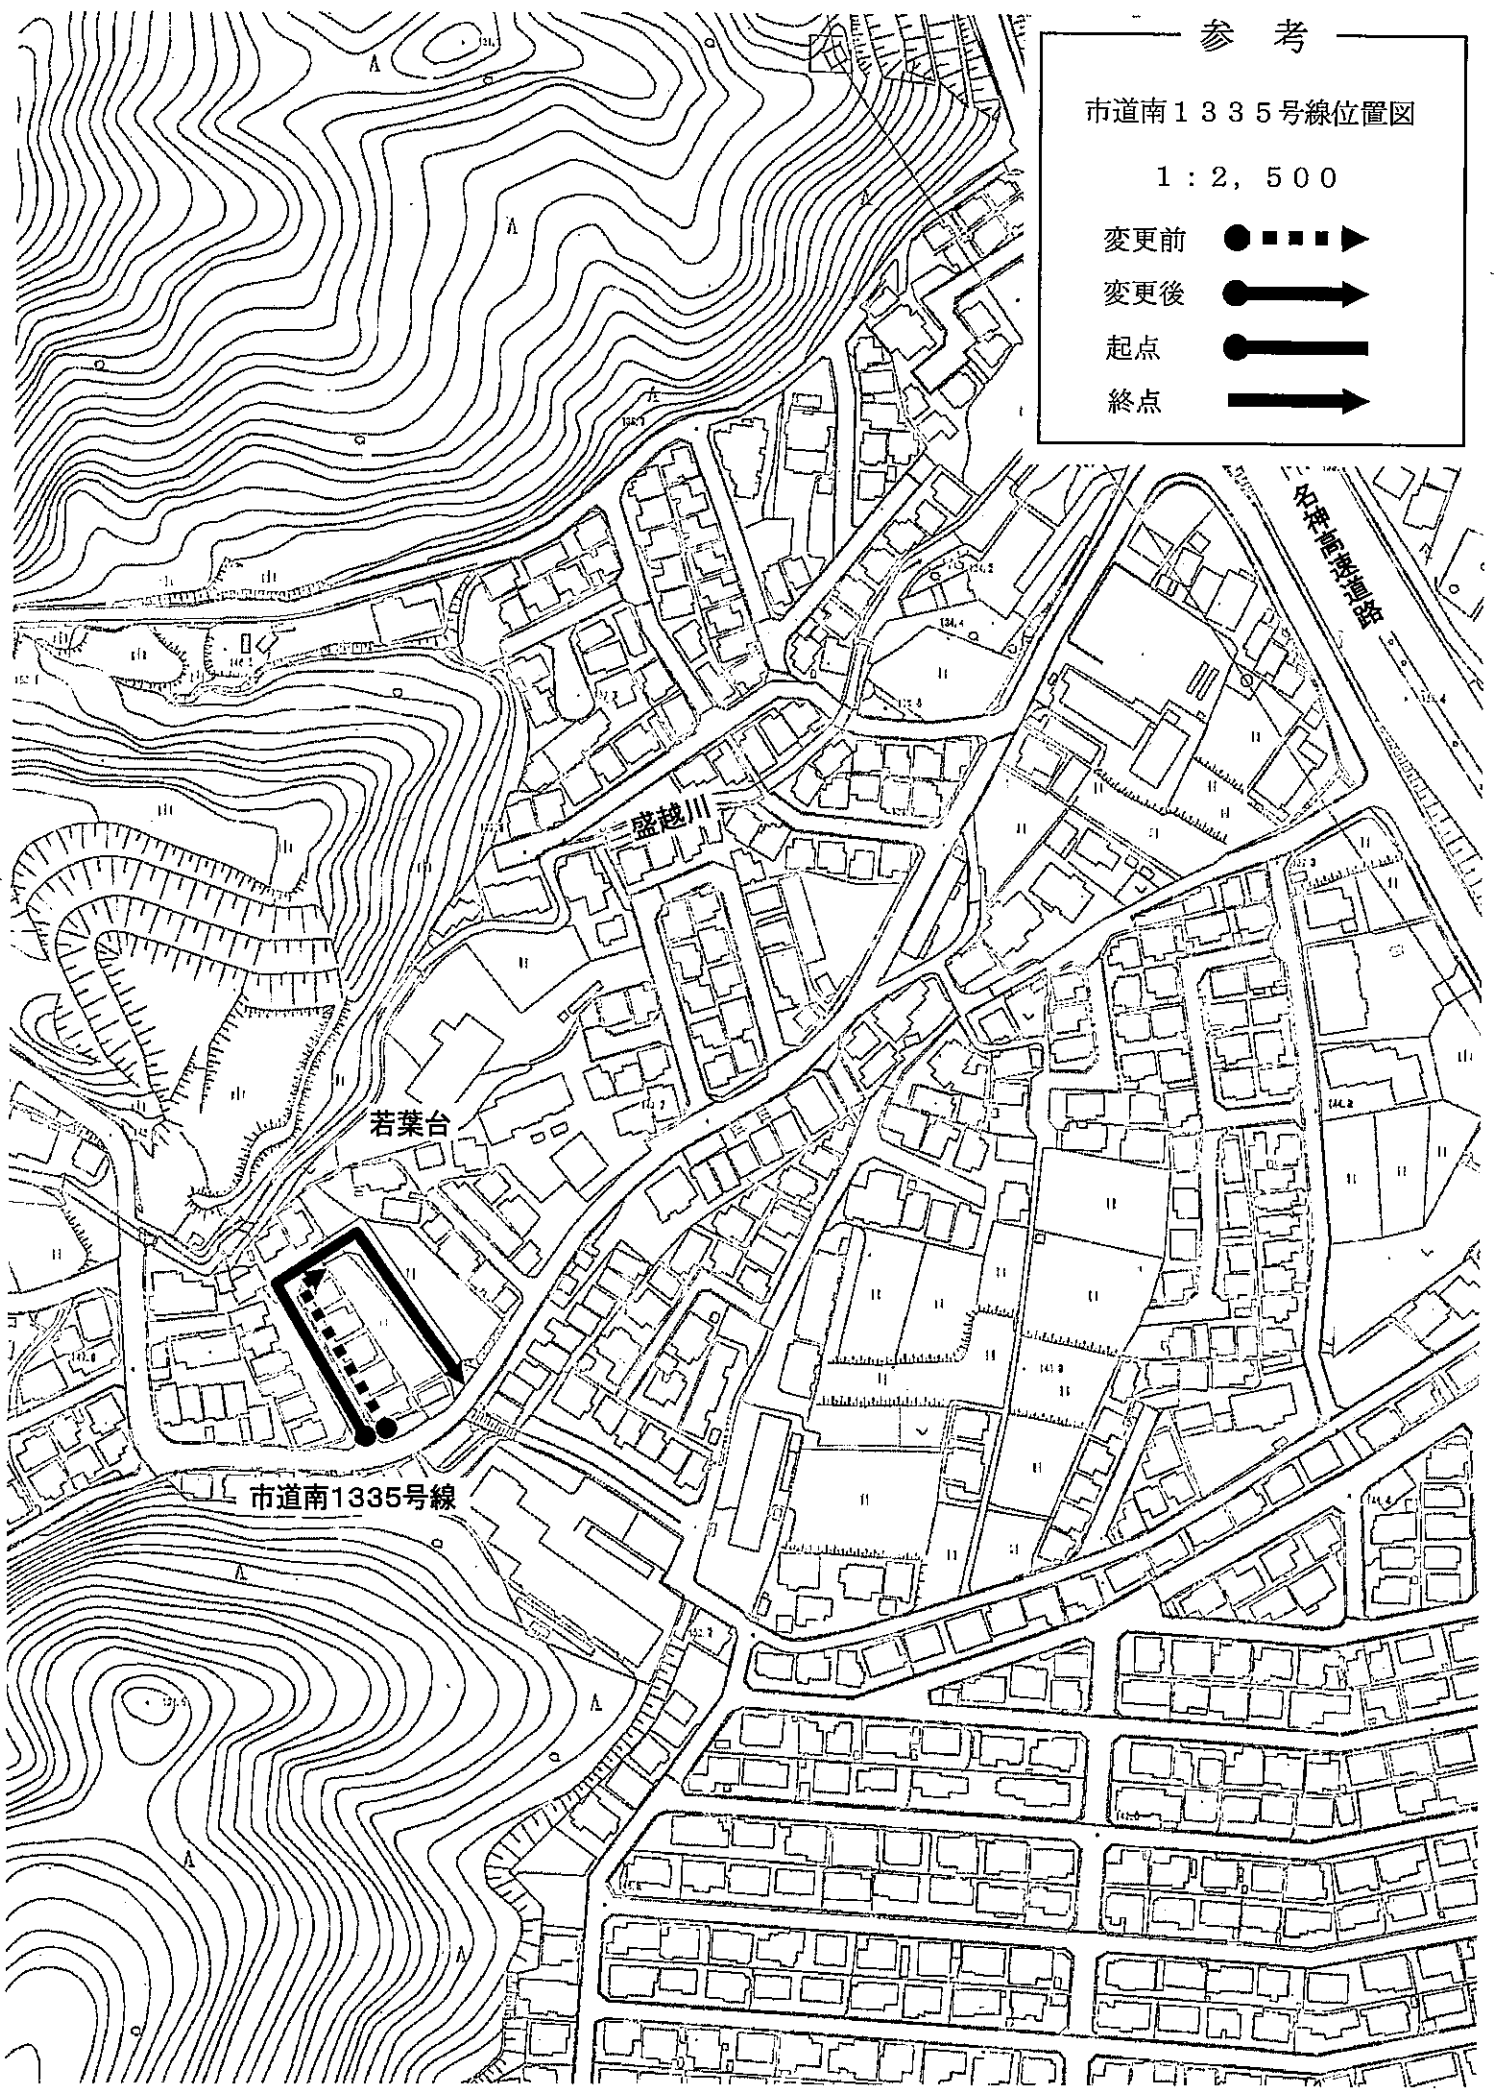 参 考
市道南1335号線位置図
1:2,500
変更前
変更後
起点
終点
名神高速道路
盛越川
若葉台
市道南1335号線